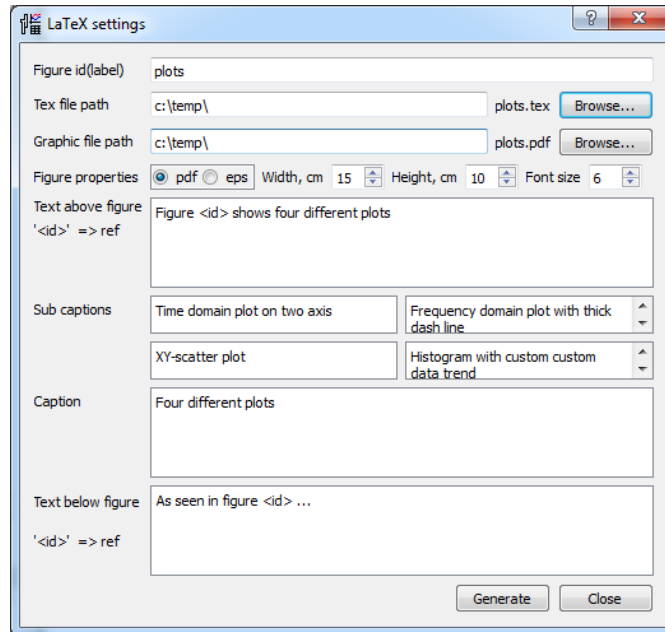 LaTeX settings
Figure id(label) plots
Tex file path c:\temp\ plots.tex Browse...
Graphic file path c:\temp\ plots.pdf Browse...
Figure properties pdf eps Width, cm 15 Height, cm 10 Font size 6
Text above figure
'<id>' => ref
Figure <id> shows four different plots
Sub captions
Time domain plot on two axis
Frequency domain plot with thick
dash line
XY-scatter plot
Histogram with custom custom
data trend
Caption
Four different plots
Text below figure
'<id>' => ref
As seen in figure <id> ...
Generate Close